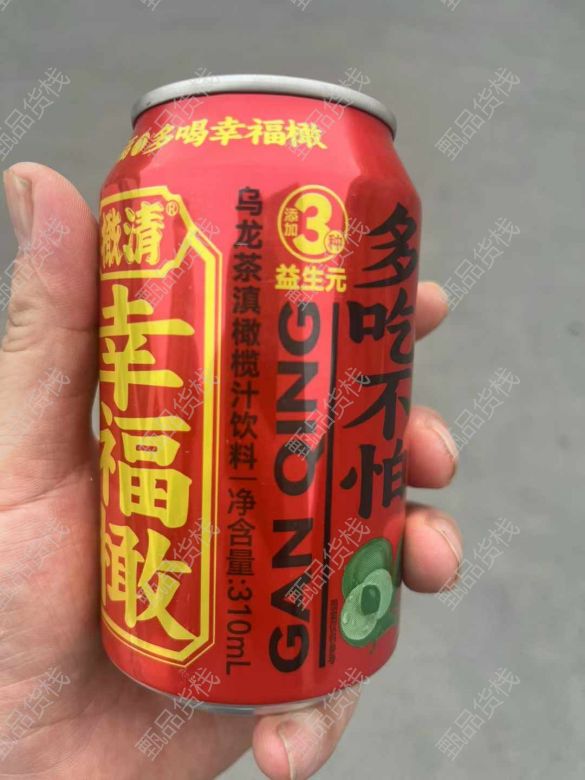 多喝幸福橄
橄清®
幸福橄
乌龙茶滇橄榄汁饮料|净含量:310mL
添加3种
益生元
GAN QING
多吃不怕
甄品货栈